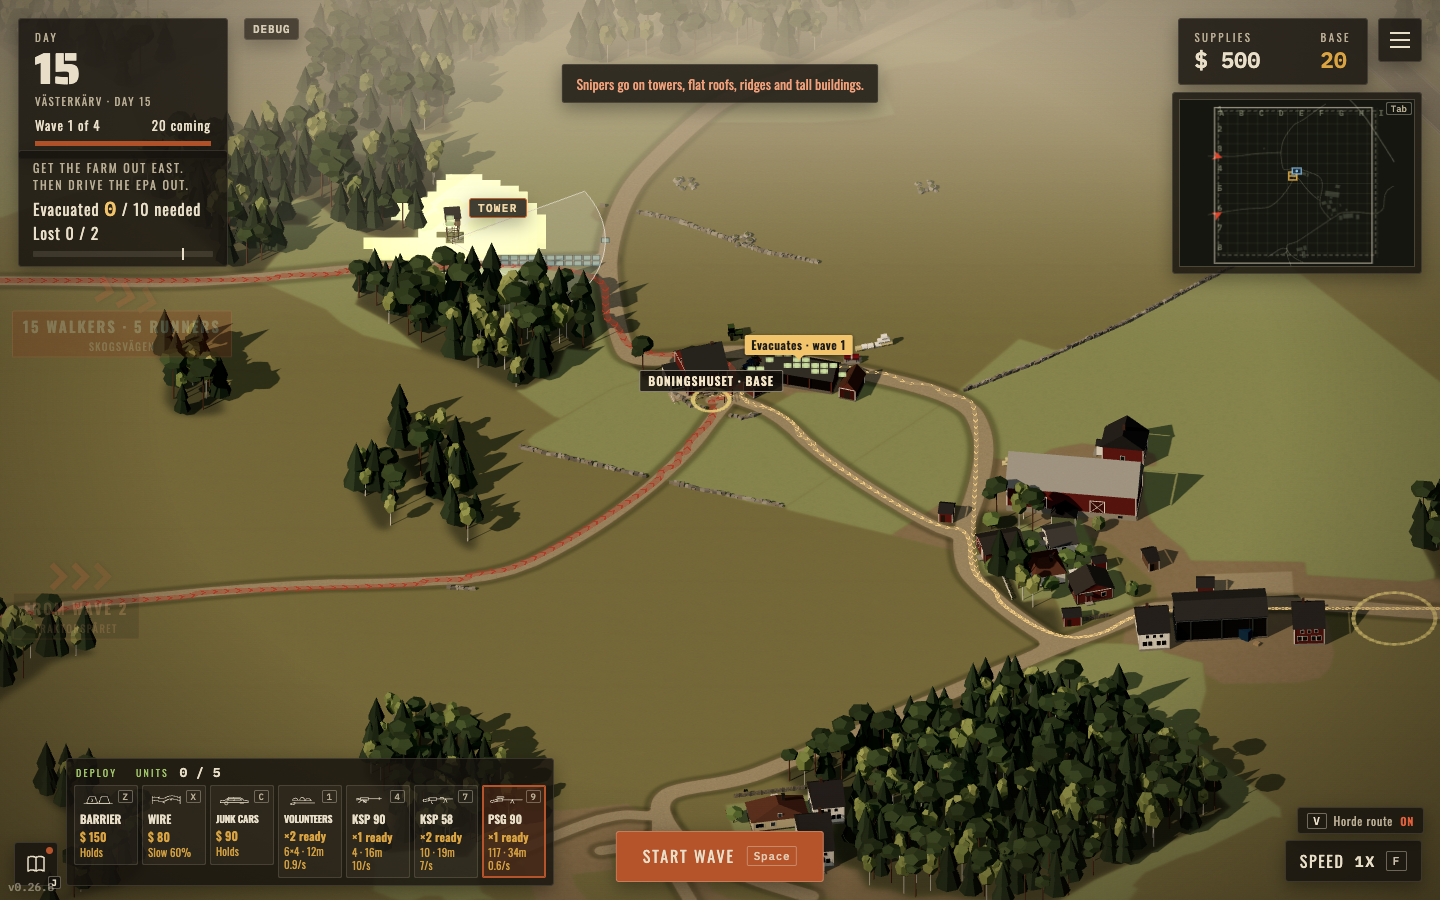 DAY
15
VÄSTERKÄRV · DAY 15
Wave 1 of 4
20 coming
GET THE FARM OUT EAST.
THEN DRIVE THE EPA OUT.
Evacuated 0 / 10 needed
Lost 0 / 2
DEBUG
Snipers go on towers, flat roofs, ridges and tall buildings.
SUPPLIES
$ 500
BASE
20
Tab
TOWER
15 WALKERS · 5 RUNNERS
SKOGSVÄGEN
Evacuates · wave 1
BONINGSHUSET · BASE
FROM WAVE 2
DEPLOY
UNITS 0 / 5
Z
BARRIER
$ 150
Holds
X
WIRE
$ 80
Slow 60%
C
JUNK CARS
$ 90
Holds
1
VOLUNTEERS
×2 ready
6×4 · 12m
0.9/s
4
KSP 90
×1 ready
4 · 16m
10/s
7
KSP 58
×2 ready
10 · 19m
7/s
9
PSG 90
×1 ready
117 · 34m
0.6/s
J
START WAVE Space
V Horde route ON
SPEED 1X F